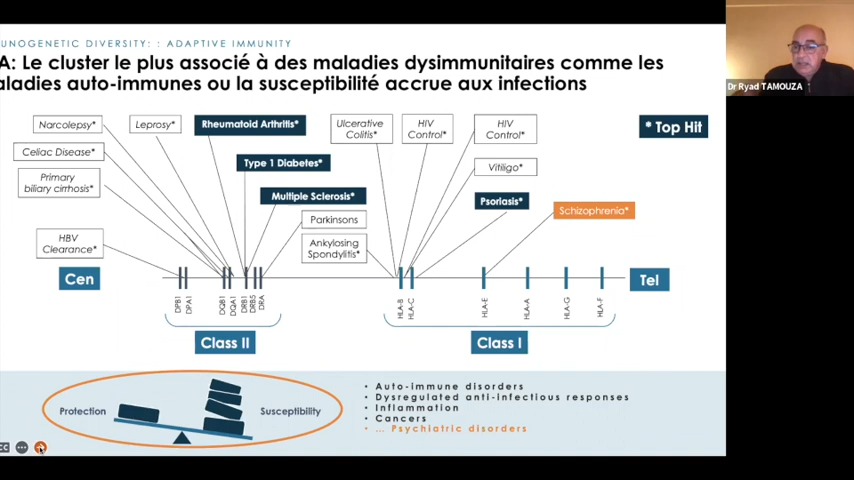 UNOGENETIC DIVERSITY: : ADAPTIVE IMMUNITY
A: Le cluster le plus associé à des maladies dysimmunitaires comme les
aladies auto-immunes ou la susceptibilité accrue aux infections
Dr Ryad TAMOUZA
Narcolepsy*
Leprosy*
Rheumatoid Arthritis*
Ulcerative
Colitis*
HIV
Control*
HIV
Control*
* Top Hit
Celiac Disease*
Type 1 Diabetes*
Vitiligo*
Primary
biliary cirrhosis*
Multiple Sclerosis*
Psoriasis*
Schizophrenia*
Parkinsons
HBV
Clearance*
Ankylosing
Spondylitis*
Cen
Tel
DPB1
DPA1
DQB1
DQA1
DRB1
DRB5
DRA
HLA-B
HLA-C
HLA-E
HLA-A
HLA-G
HLA-F
Class II
Class I
Protection
Susceptibility
• Auto-immune disorders
• Dysregulated anti-infectious responses
• Inflammation
• Cancers
• ... Psychiatric disorders
CC